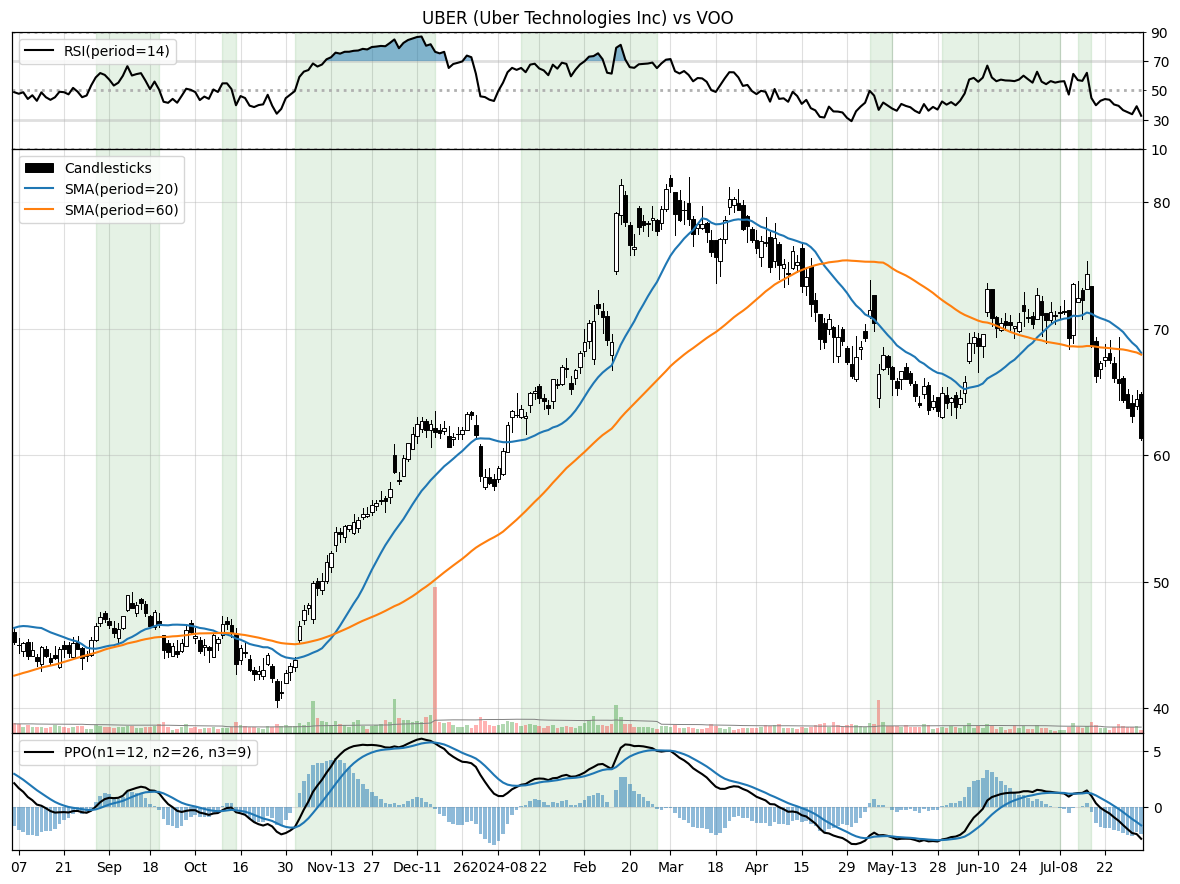 UBER (Uber Technologies Inc) vs VOO
RSI(period=14)
90
70
50
30
10
Candlesticks
SMA(period=20)
SMA(period=60)
80
70
60
50
40
PPO(n1=12, n2=26, n3=9)
5
0
07 21 Sep 18 Oct 16 30 Nov-13 27 Dec-11 26 2024-08 22 Feb 20 Mar 18 Apr 15 29 May-13 28 Jun-10 24 Jul-08 22